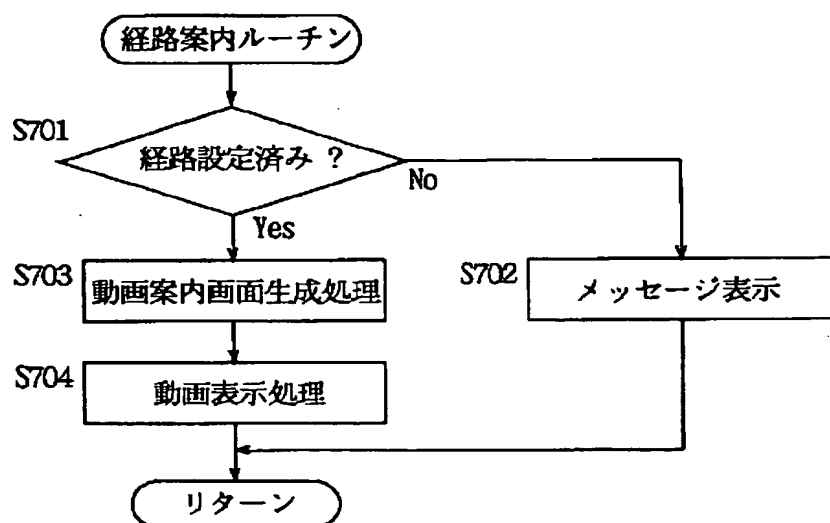 経路案内ルーチン
S701
経路設定済み ?
No
Yes
S703
動画案内画面生成処理
S702
メッセージ表示
S704
動画表示処理
リターン